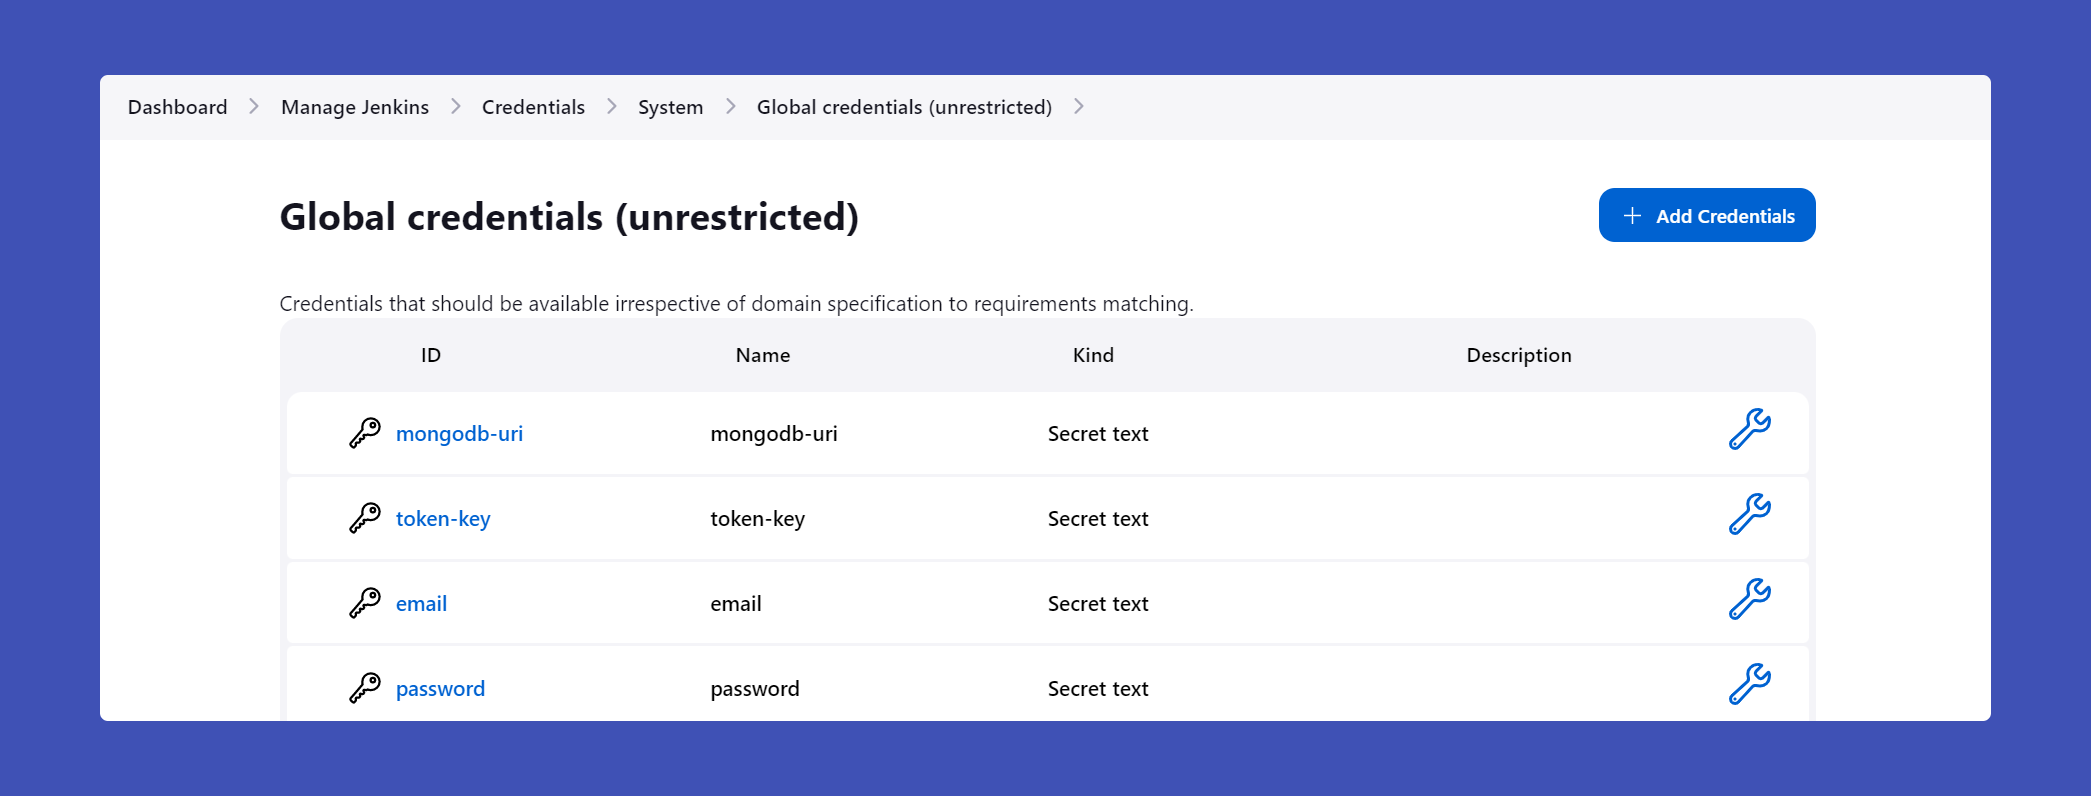 Dashboard > Manage Jenkins > Credentials > System > Global credentials (unrestricted) >
Global credentials (unrestricted)
+ Add Credentials
Credentials that should be available irrespective of domain specification to requirements matching.
ID Name Kind Description
mongodb-uri mongodb-uri Secret text
token-key token-key Secret text
email email Secret text
password password Secret text